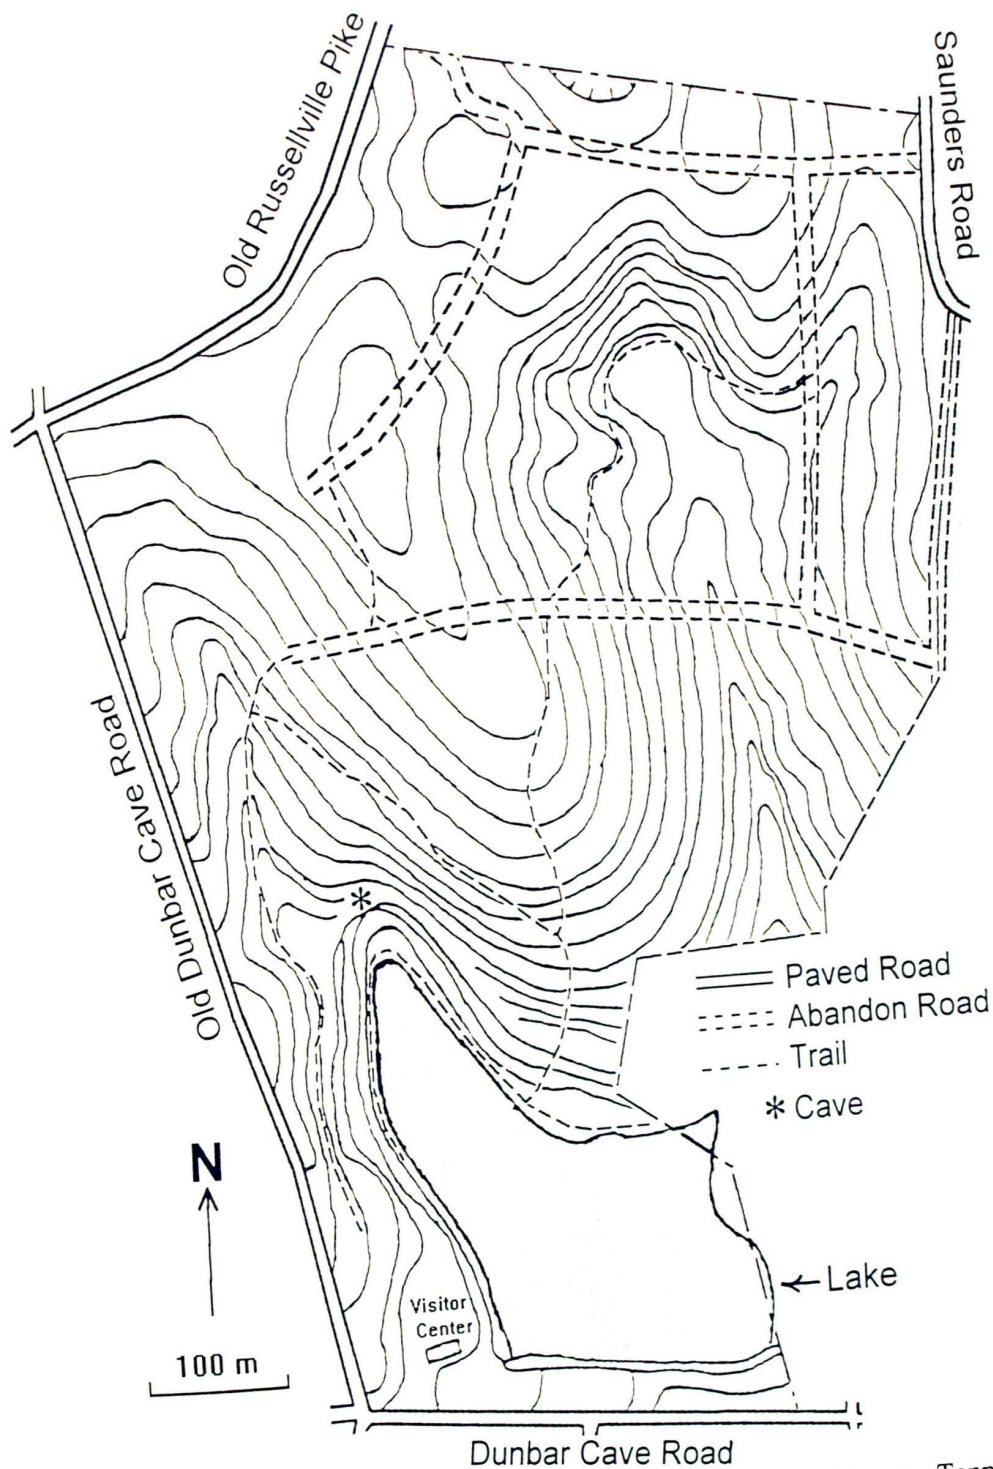 Old Russellville Pike
Saunders Road
Old Dunbar Cave Road
Paved Road
Abandon Road
Trail
* Cave
N
Lake
Visitor
Center
100 m
Dunbar Cave Road